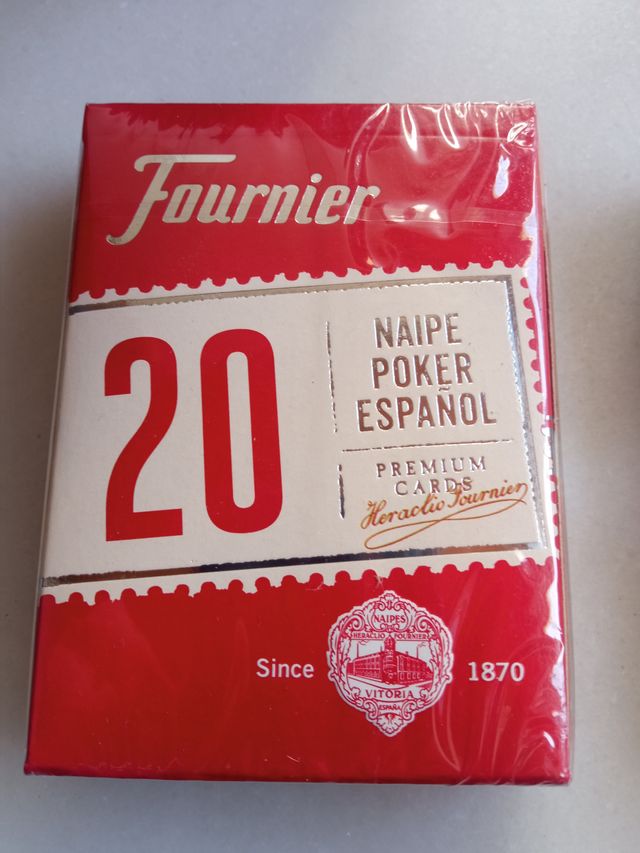 Fournier
20
NAIPE
POKER
ESPAÑOL
PREMIUM
CARDS
Heraclio Fournier
Since
NAIPES
HERACLIO FOURNIER
VITORIA
ESPAÑA
1870